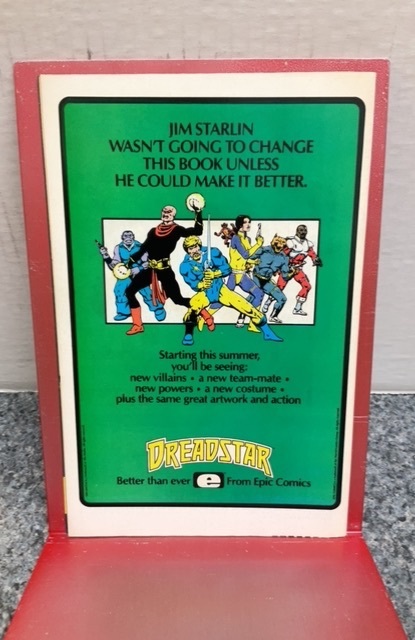 JIM STARLIN
WASN'T GOING TO CHANGE
THIS BOOK UNLESS
HE COULD MAKE IT BETTER.
Starting this summer,
you'll be seeing:
new villains • a new team-mate •
new powers • a new costume •
plus the same great artwork and action
DREADSTAR
Better than ever e From Epic Comics